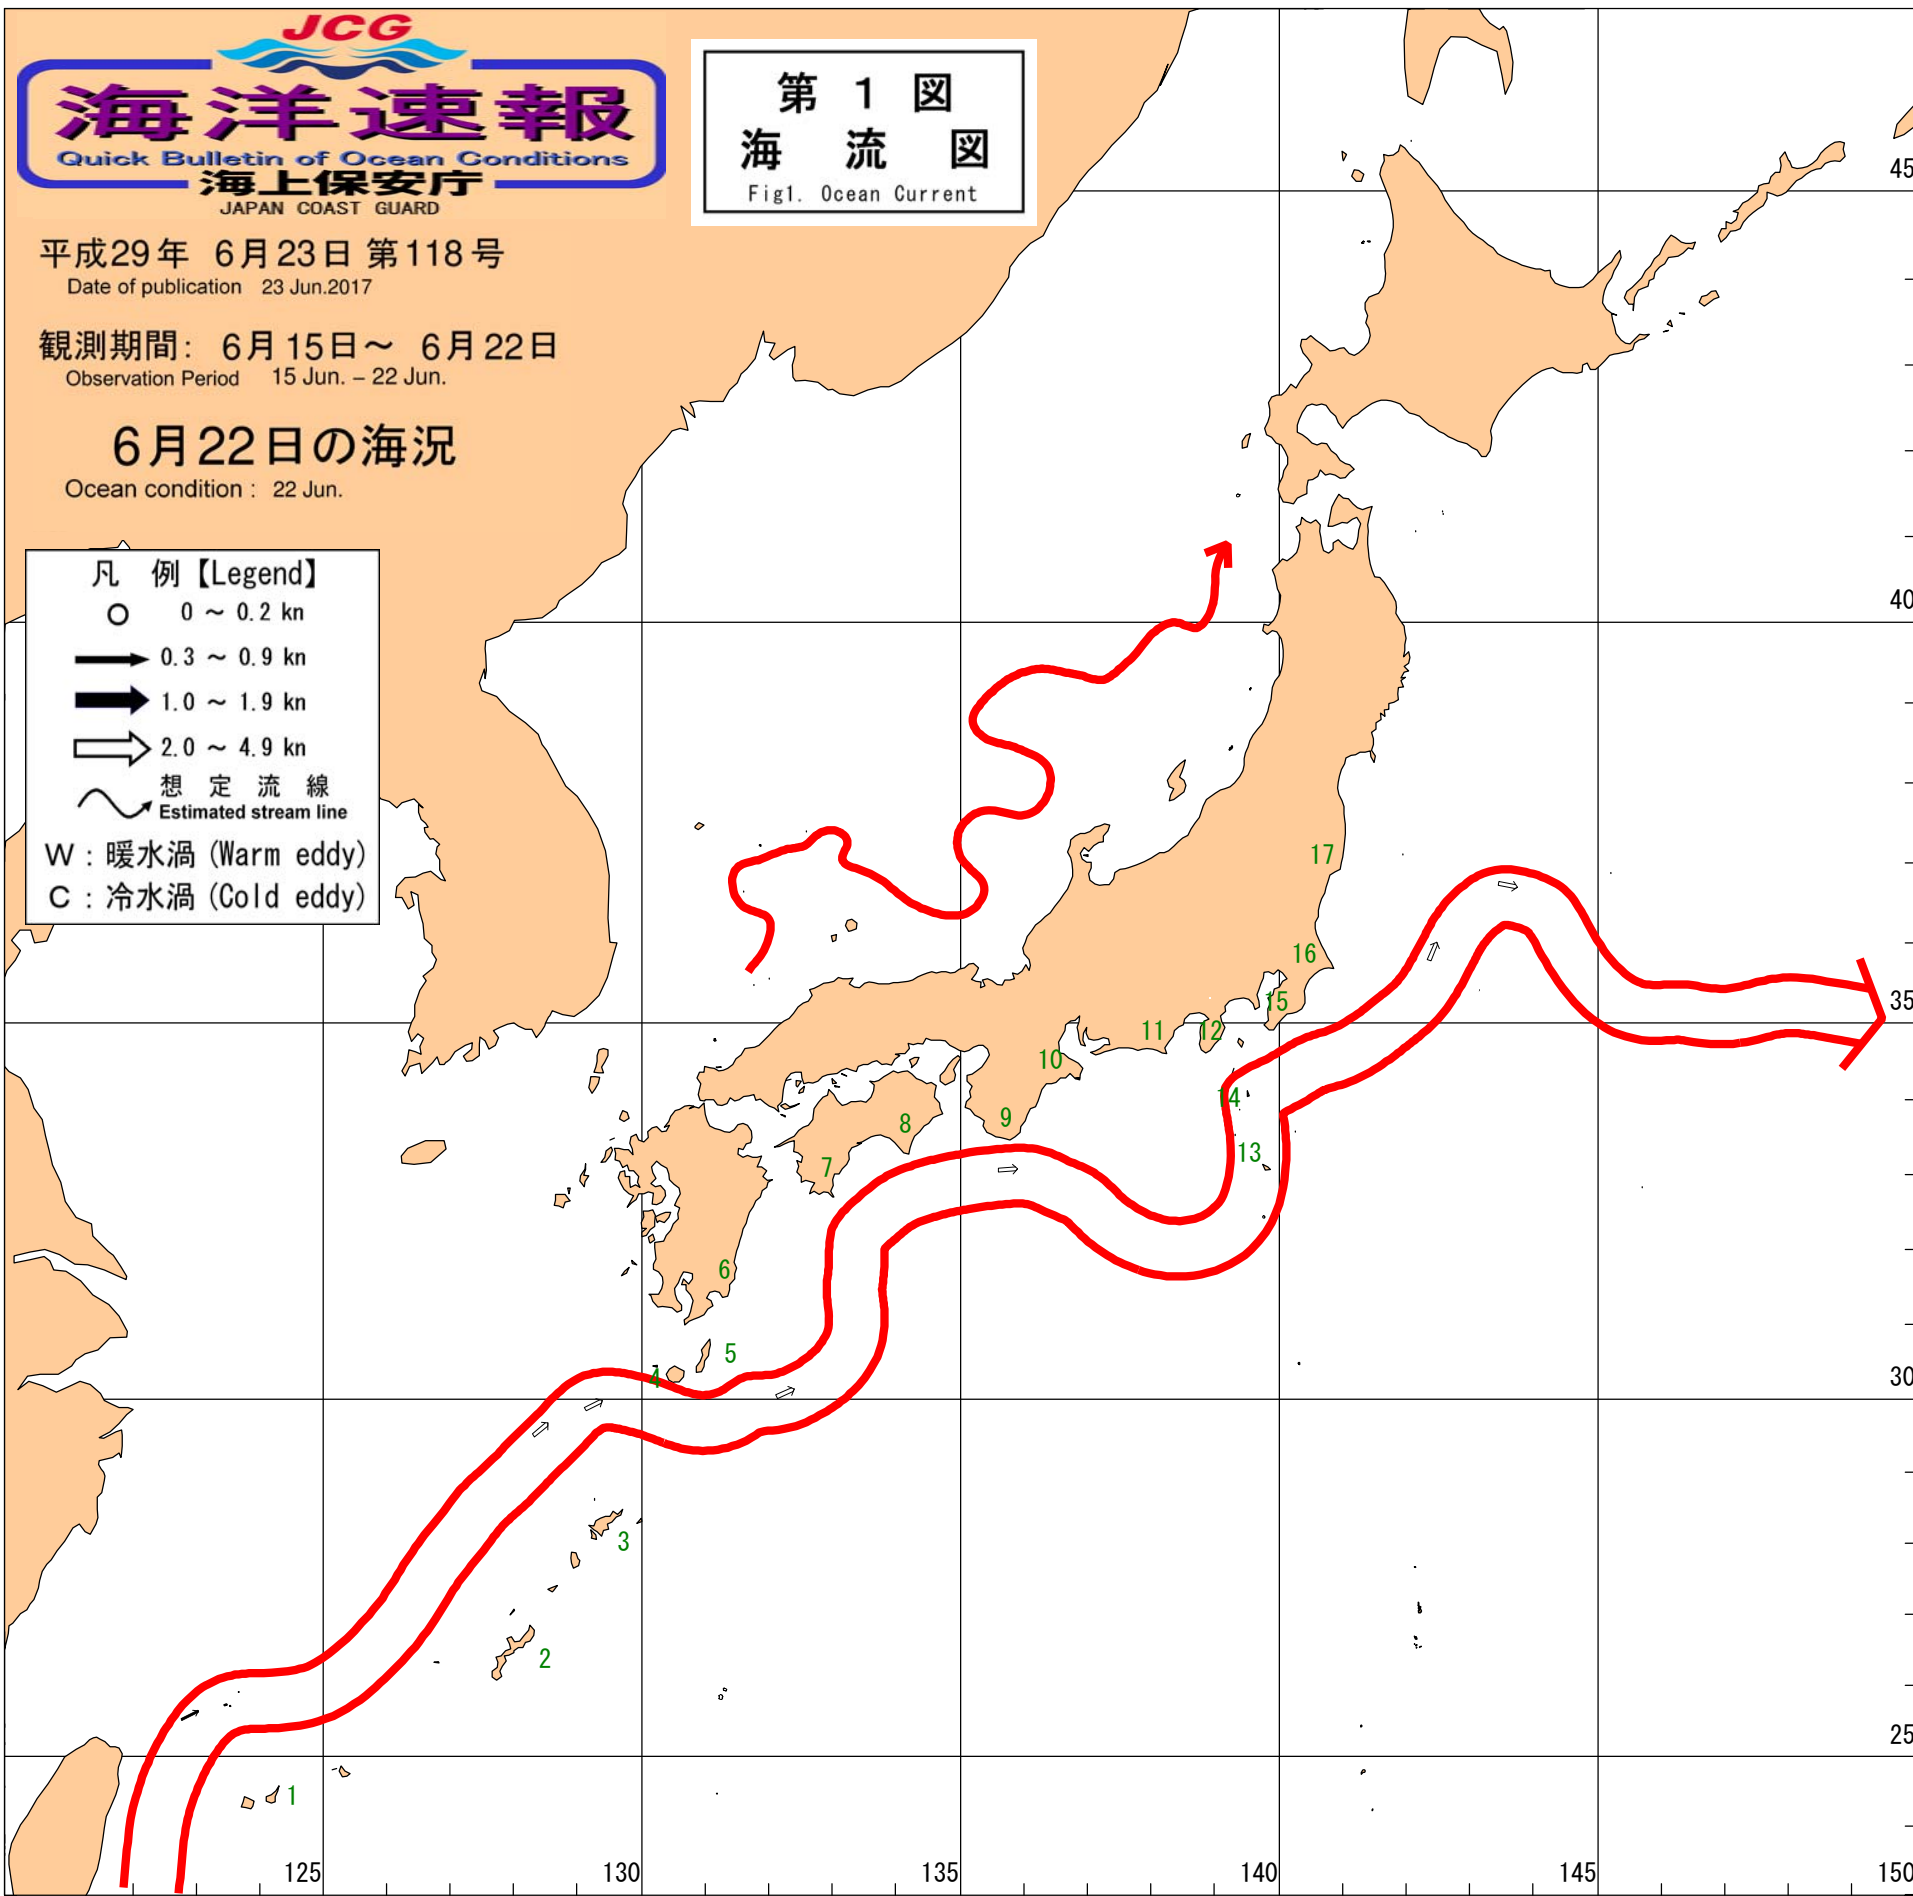 JCG
海洋速報
Quick Bulletin of Ocean Conditions
海上保安庁
JAPAN COAST GUARD
第 1 図
海 流 図
Fig1. Ocean Current
平成29年 6月23日 第118号
Date of publication 23 Jun.2017
観測期間: 6月15日～ 6月22日
Observation Period 15 Jun. – 22 Jun.
6月22日の海況
Ocean condition : 22 Jun.
凡 例【Legend】
0 ～ 0.2 kn
0.3 ～ 0.9 kn
1.0 ～ 1.9 kn
2.0 ～ 4.9 kn
想 定 流 線
Estimated stream line
W : 暖水渦 (Warm eddy)
C : 冷水渦 (Cold eddy)
45
40
35
30
25
17
16
15
12
11
10
14
9
8
13
7
6
5
4
3
2
1
125
130
135
140
145
150